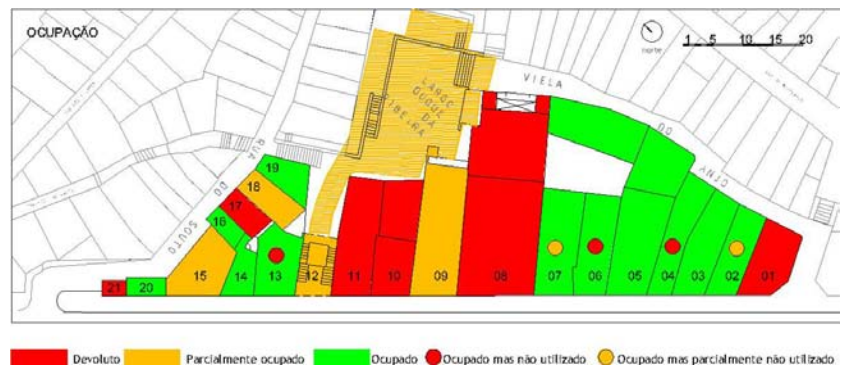 OCUPAÇÃO
norte
1 5 10 15 20
VIELA
DO
LARGO
DUQUE DA
RIBEIRA
RUA
DO
SOUTO
19
18
17
16
15
14
13
12
11
10
09
08
07
06
05
04
03
02
01
21
20
Devoluto
Parcialmente ocupado
Ocupado
Ocupado mas não utilizado
Ocupado mas parcialmente não utilizado